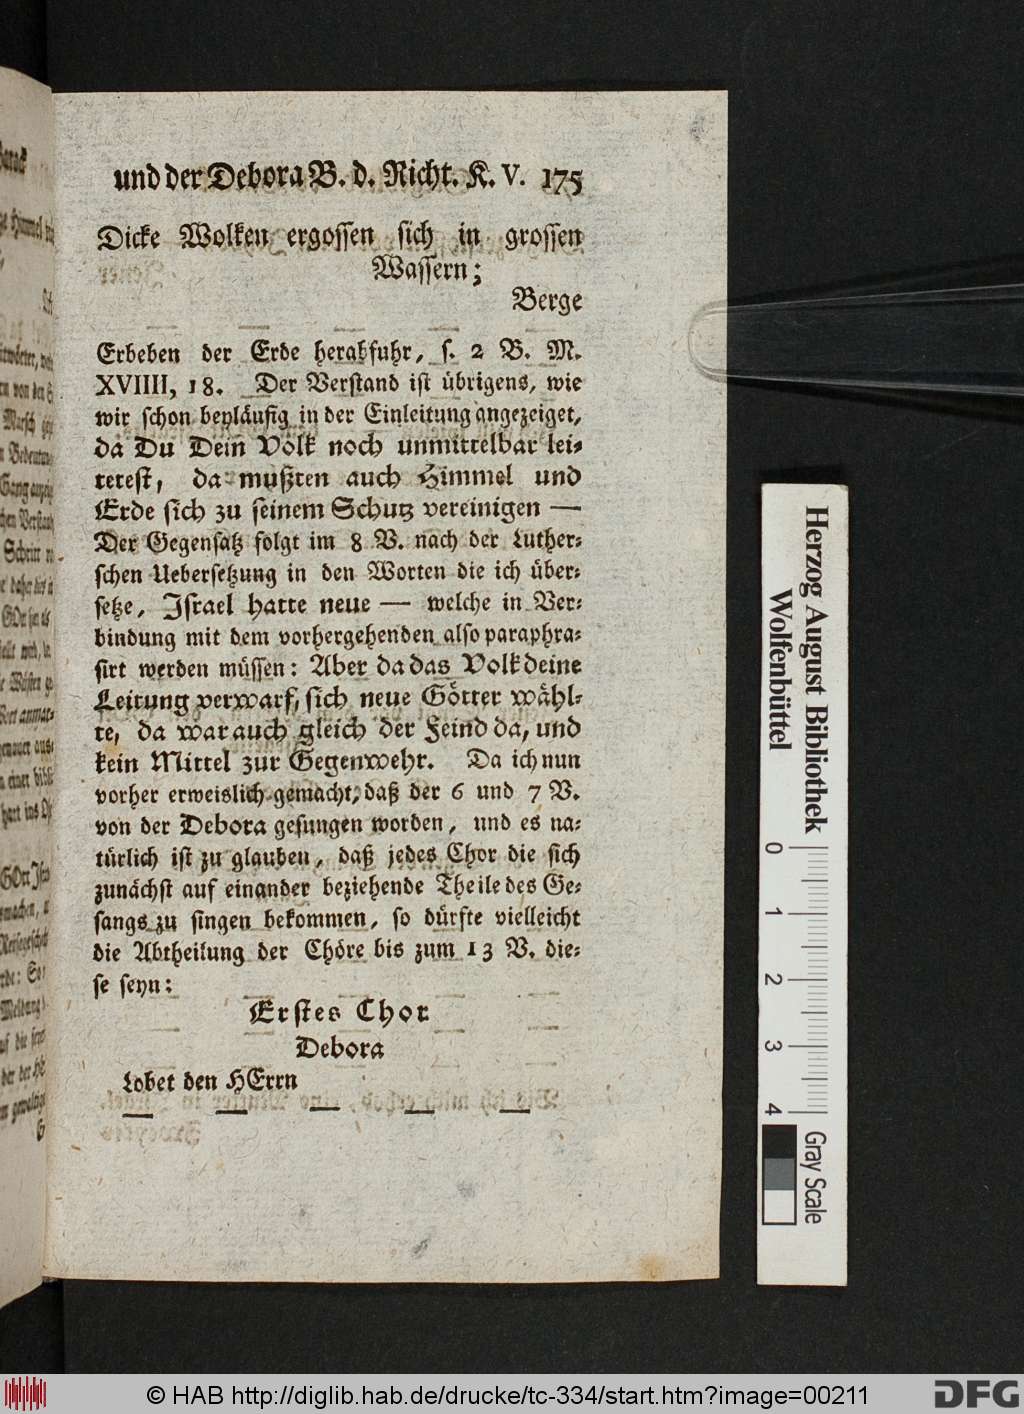 und der Debora B. d. Richt. K. V. 175
Dicke Wolken ergossen sich in grossen
Wassern;
Berge
Erbeben der Erde herabfuhr, s. 2 B. M.
XVIIII, 18. Der Verstand ist übrigens, wie
wir schon beyläufig in der Einleitung angezeiget,
da Du Dein Volk noch unmittelbar lei-
tetest, da mußten auch Himmel und
Erde sich zu seinem Schutz vereinigen —
Der Gegensatz folgt im 8 V. nach der Luther-
schen Uebersetzung in den Worten die ich über-
setze, Israel hatte neue — welche in Ver-
bindung mit dem vorhergehenden also paraphra-
sirt werden müssen: Aber da das Volk deine
Leitung verwarf, sich neue Götter wähl-
te, da war auch gleich der Feind da, und
kein Mittel zur Gegenwehr. Da ich nun
vorher erweislich gemacht, daß der 6 und 7 V.
von der Debora gesungen worden, und es na-
türlich ist zu glauben, daß jedes Chor die sich
zunächst auf einander beziehende Theile des Ge-
sangs zu singen bekommen, so dürfte vielleicht
die Abtheilung der Chöre bis zum 13 V. die-
se seyn:
Erstes Chor
Debora
Lobet den HErrn
— — — — —
Herzog August Bibliothek
Wolfenbüttel
0 1 2 3 4
Gray Scale
© HAB http://diglib.hab.de/drucke/tc-334/start.htm?image=00211
DFG